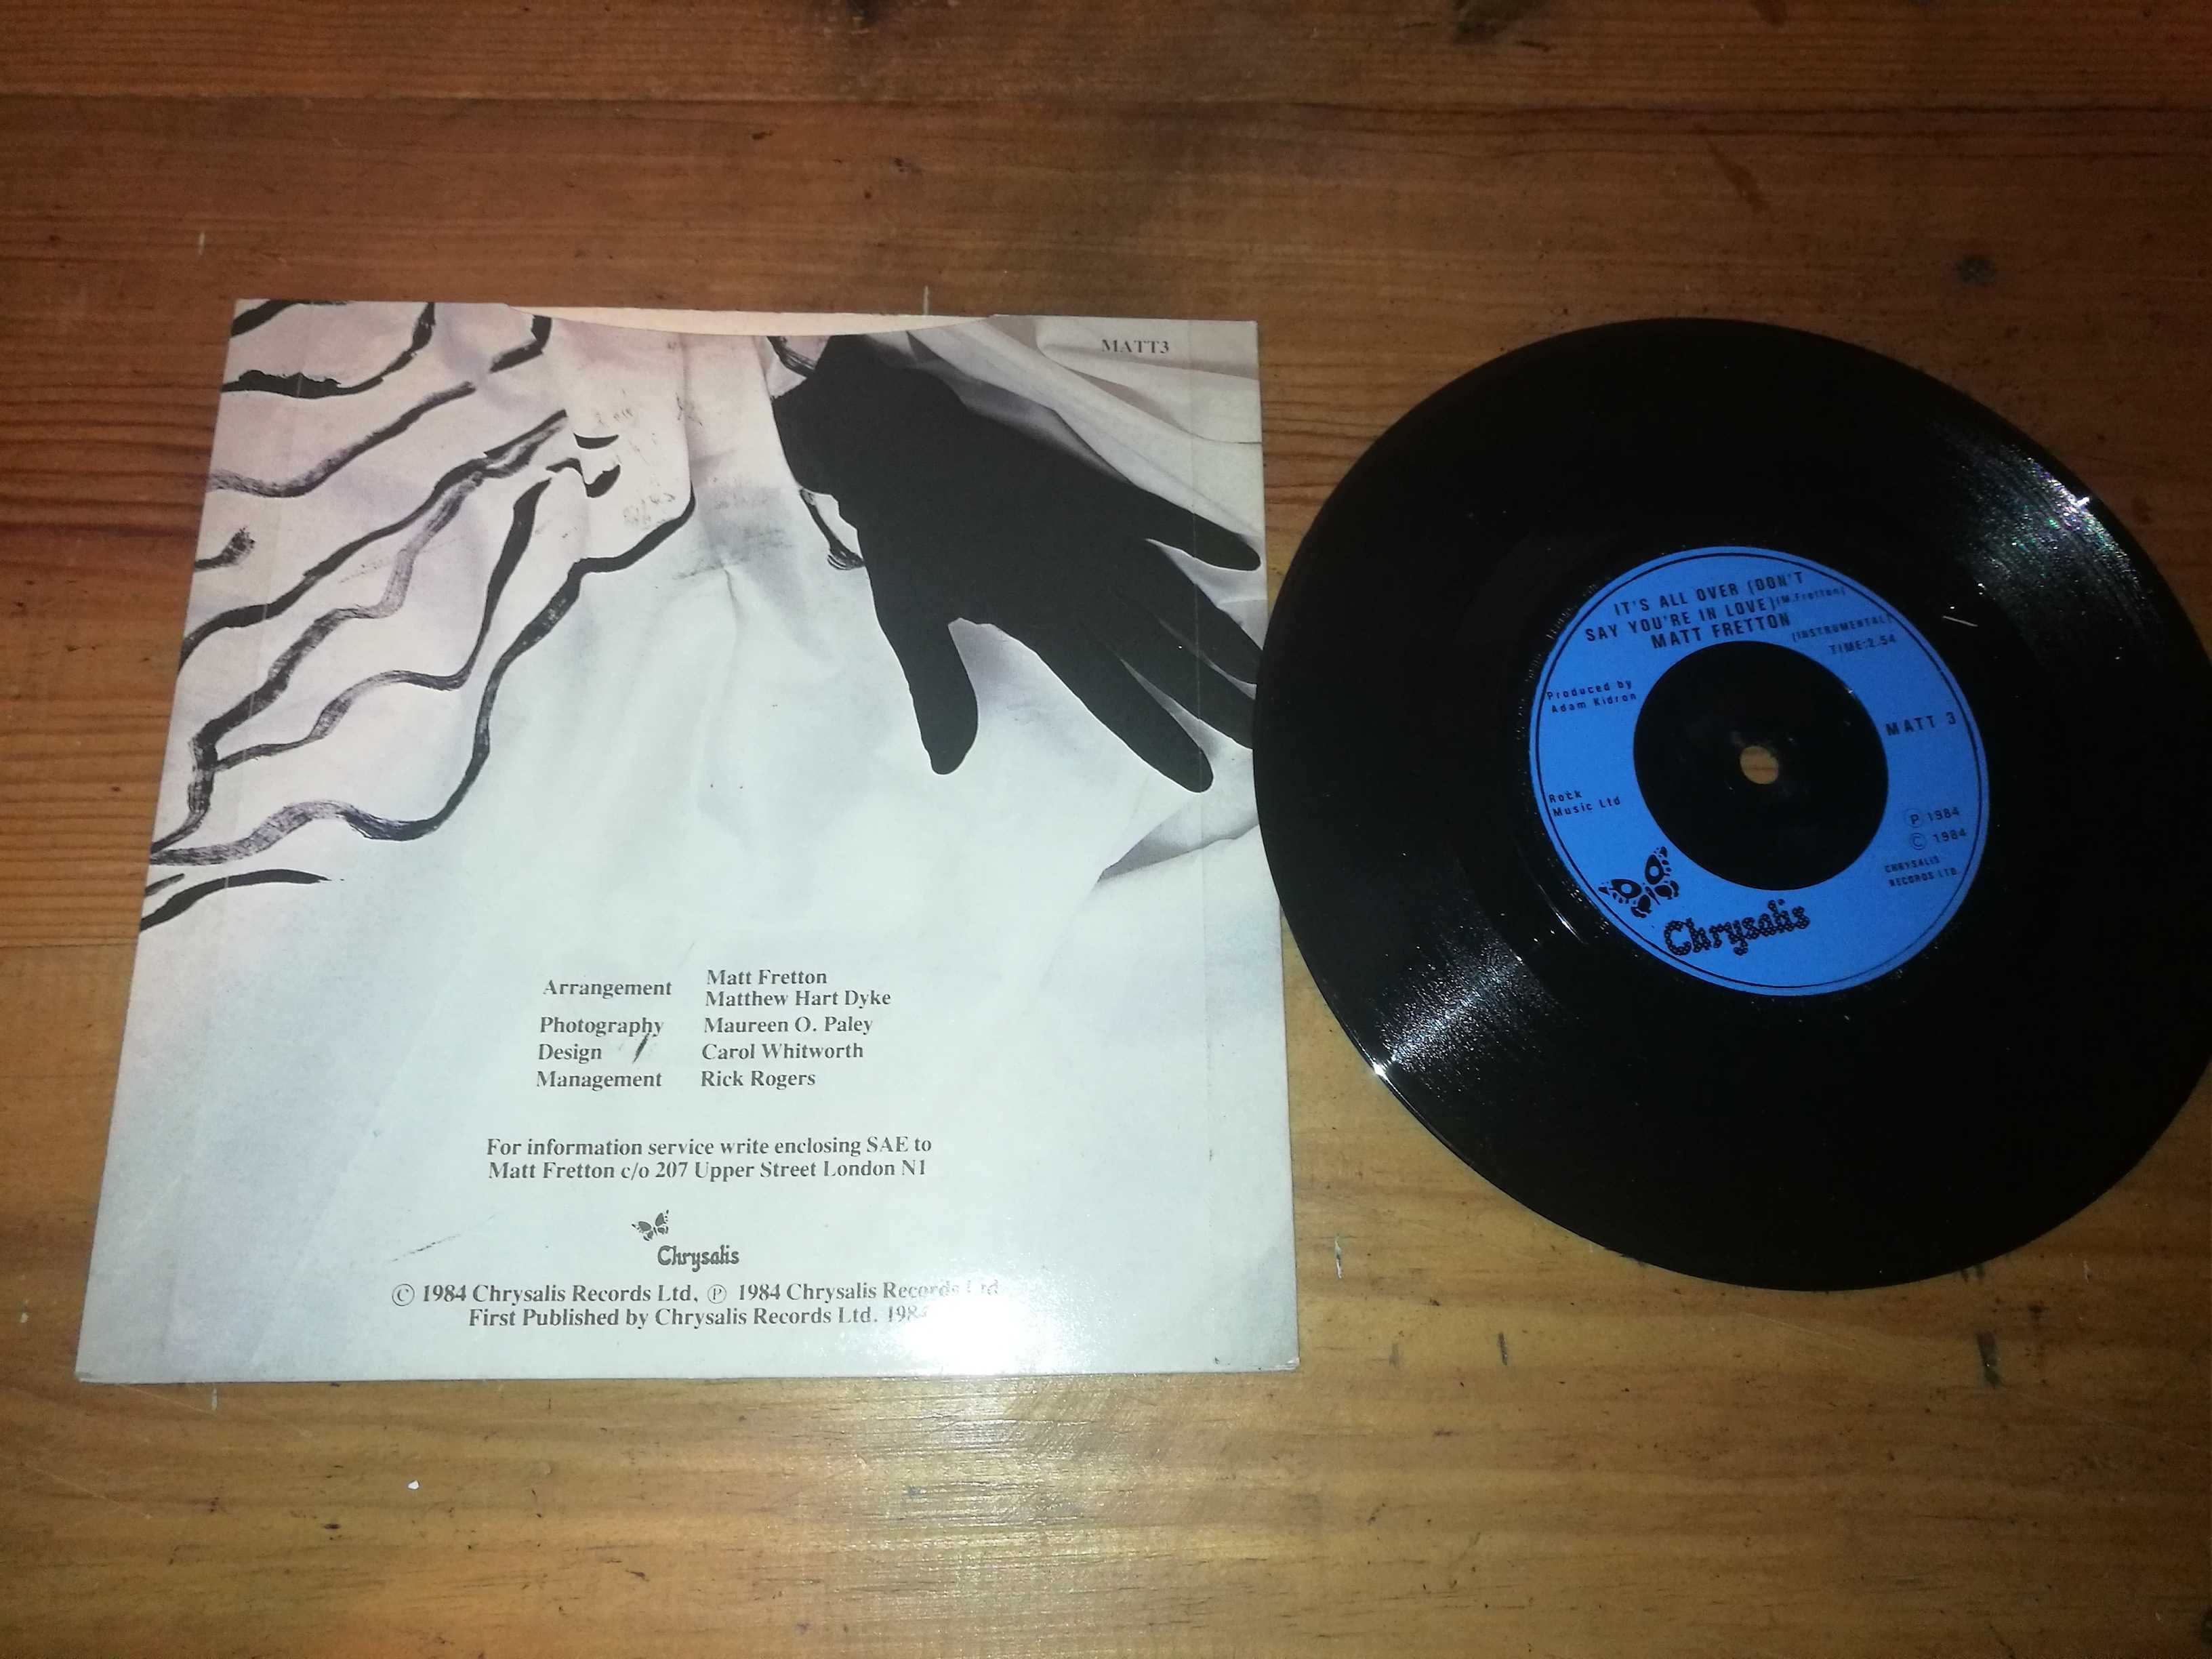 MATT3
Arrangement Matt Fretton
Matthew Hart Dyke
Photography Maureen O. Paley
Design Carol Whitworth
Management Rick Rogers
For information service write enclosing SAE to
Matt Fretton c/o 207 Upper Street London N1
Chrysalis
© 1984 Chrysalis Records Ltd, ℗ 1984 Chrysalis Records Ltd
First Published by Chrysalis Records Ltd. 1984
IT'S ALL OVER (DON'T
SAY YOU'RE IN LOVE) (M.Fretton)
MATT FRETTON
(INSTRUMENTAL)
TIME:2.54
Produced by
Adam Kidron
MATT 3
Rock
Music Ltd
℗ 1984
© 1984
CHRYSALIS
RECORDS LTD.
Chrysalis